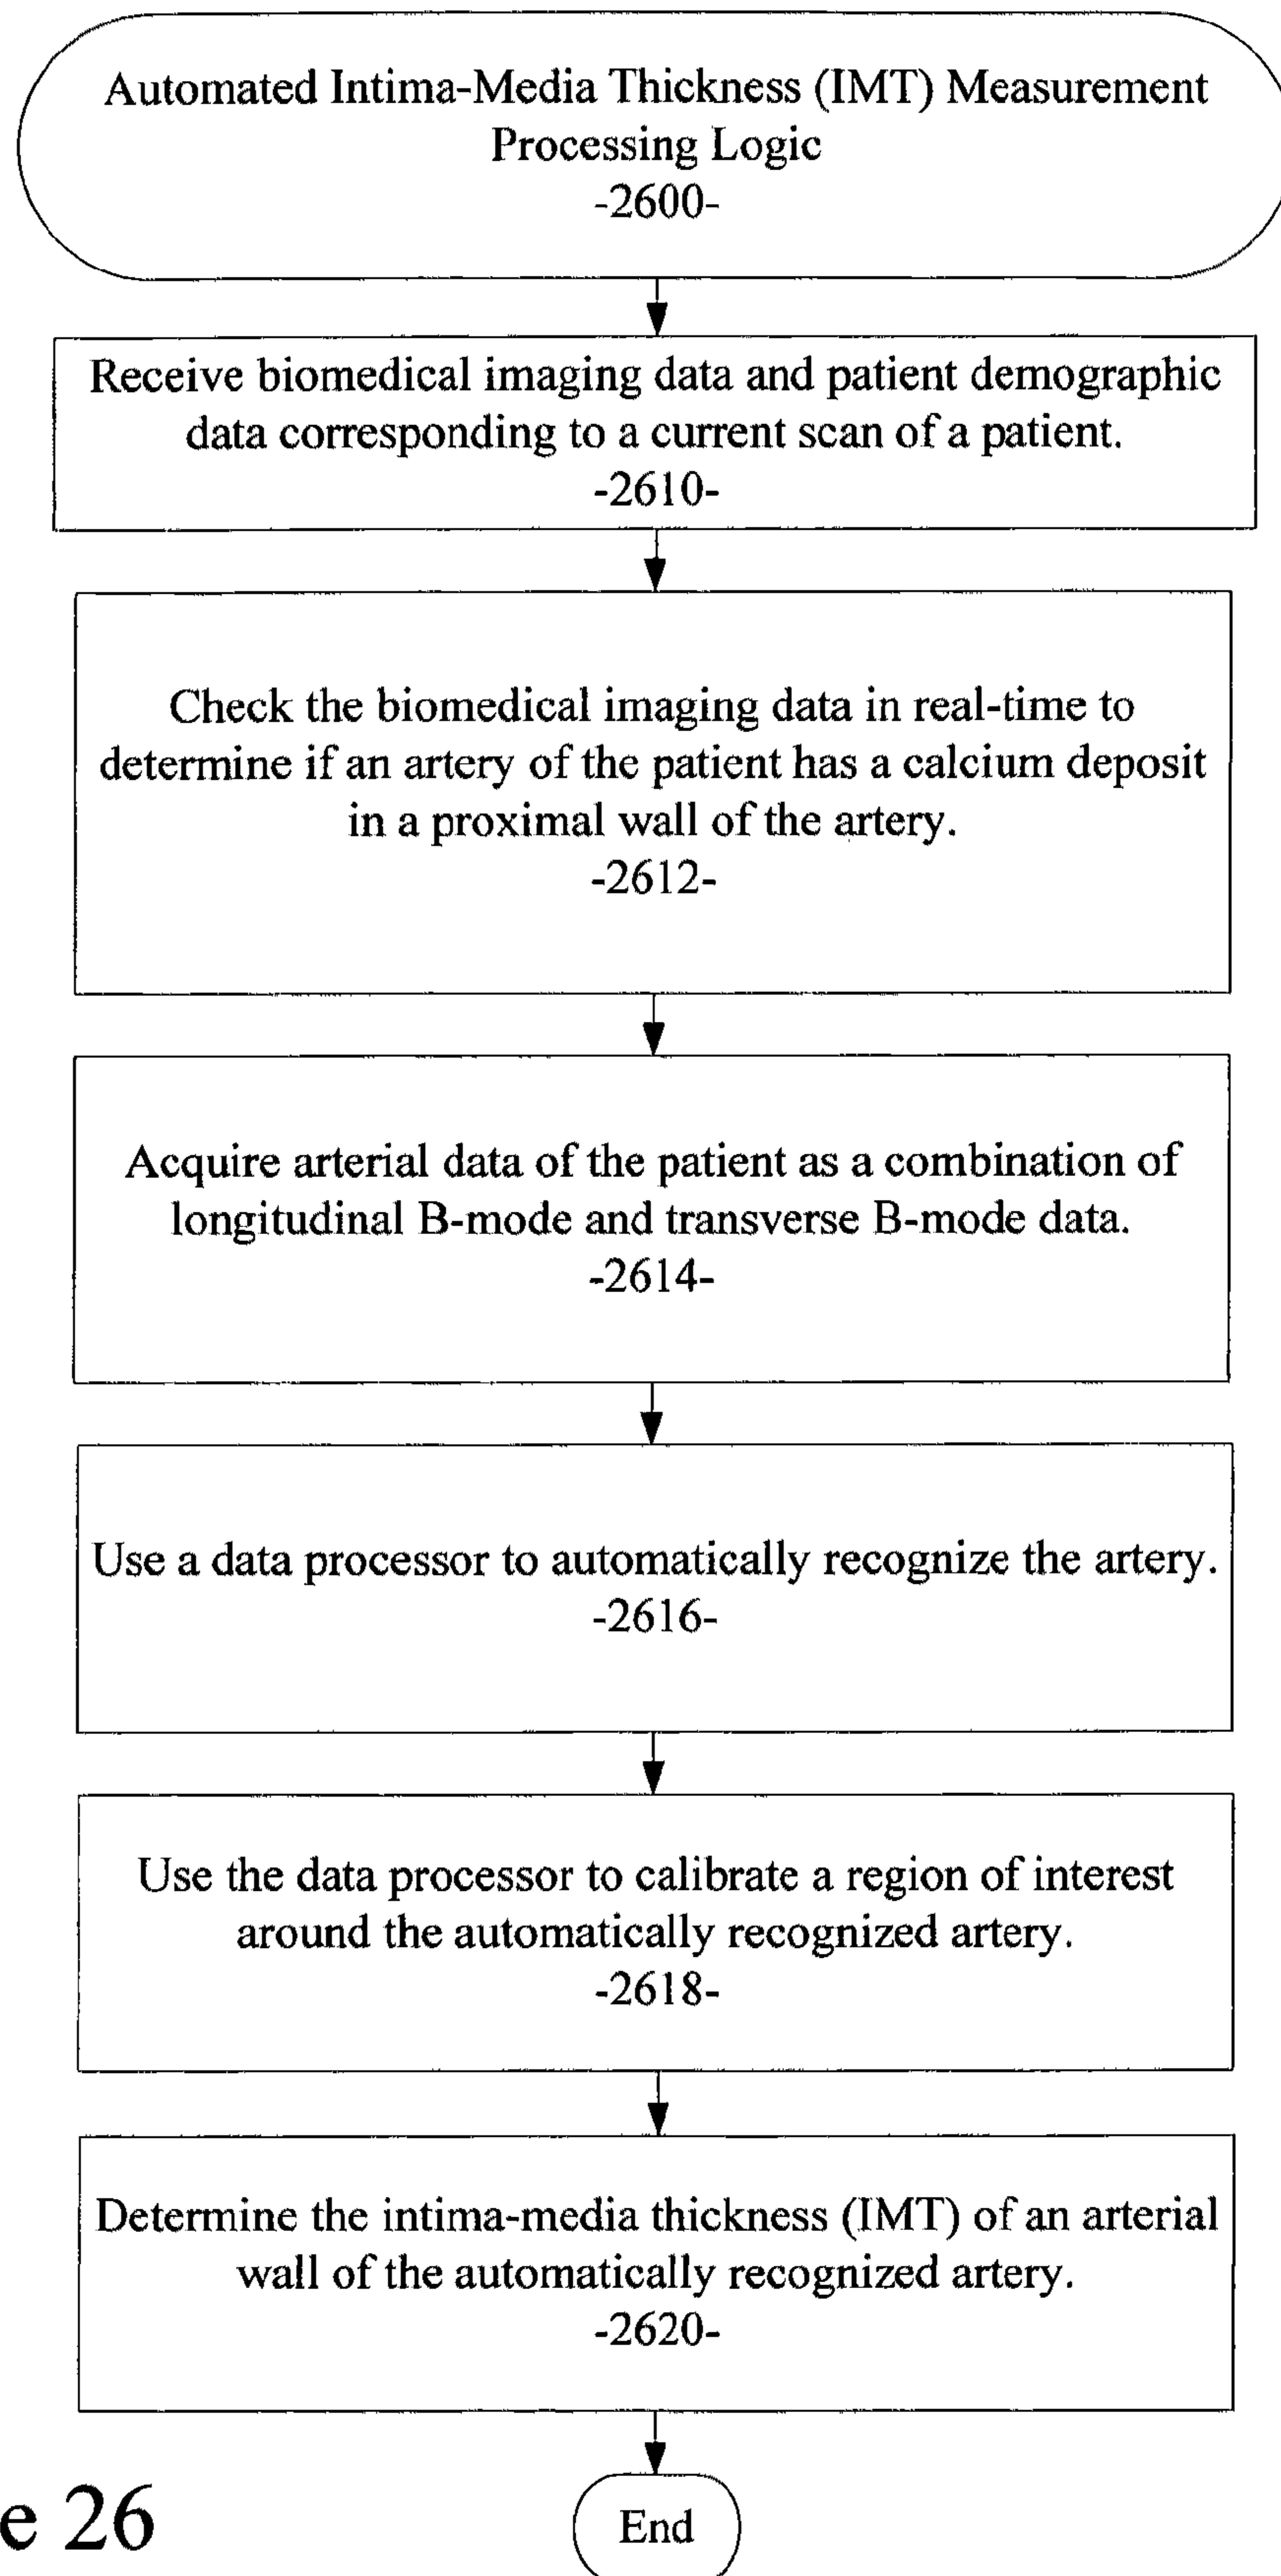 Automated Intima-Media Thickness (IMT) Measurement
Processing Logic
-2600-
Receive biomedical imaging data and patient demographic
data corresponding to a current scan of a patient.
-2610-
Check the biomedical imaging data in real-time to
determine if an artery of the patient has a calcium deposit
in a proximal wall of the artery.
-2612-
Acquire arterial data of the patient as a combination of
longitudinal B-mode and transverse B-mode data.
-2614-
Use a data processor to automatically recognize the artery.
-2616-
Use the data processor to calibrate a region of interest
around the automatically recognized artery.
-2618-
Determine the intima-media thickness (IMT) of an arterial
wall of the automatically recognized artery.
-2620-
End
e 26